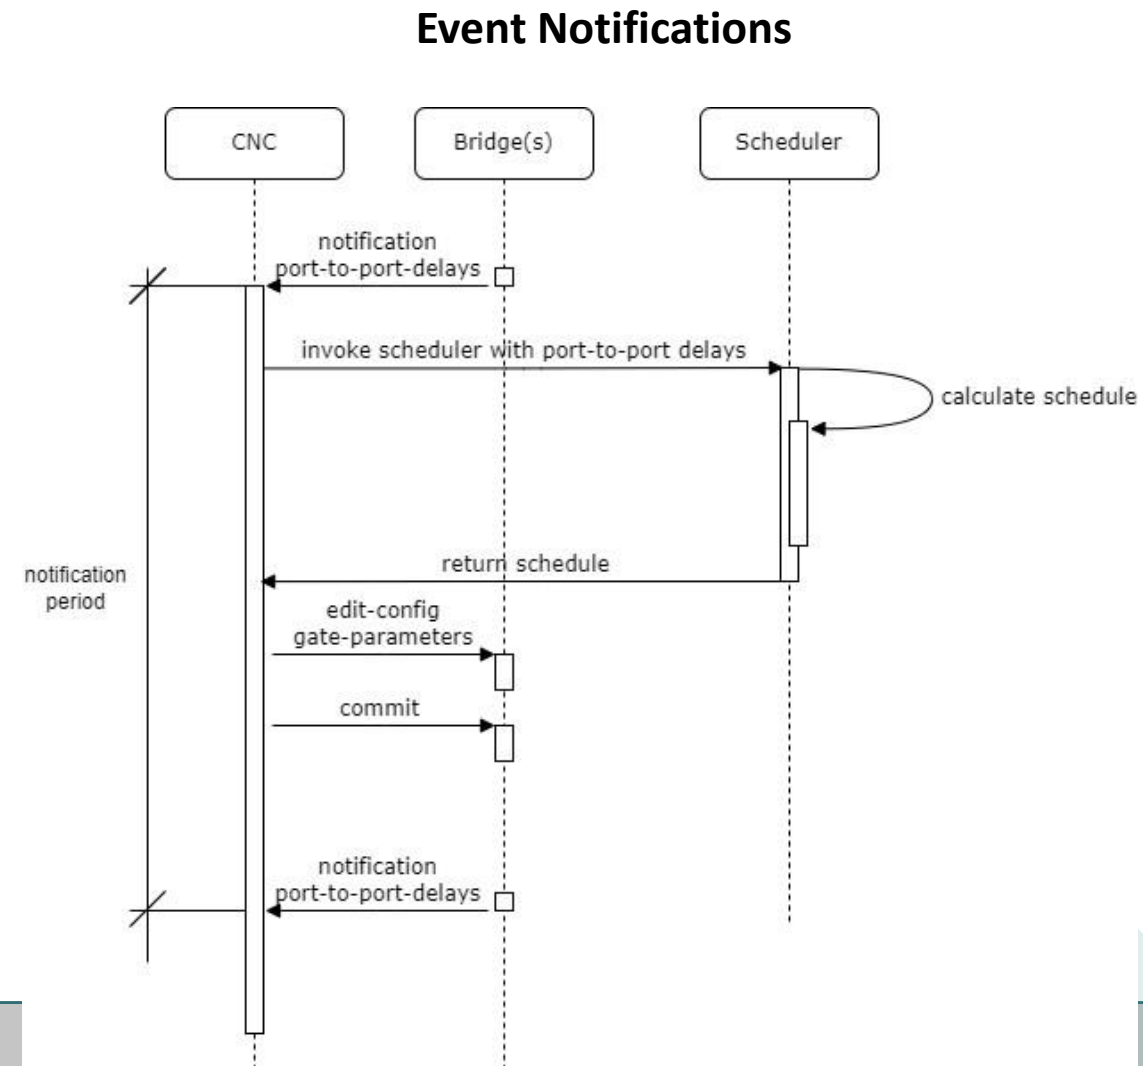 Event Notifications
CNC
Bridge(s)
Scheduler
notification
port-to-port-delays
invoke scheduler with port-to-port delays
calculate schedule
return schedule
notification
period
edit-config
gate-parameters
commit
notification
port-to-port-delays